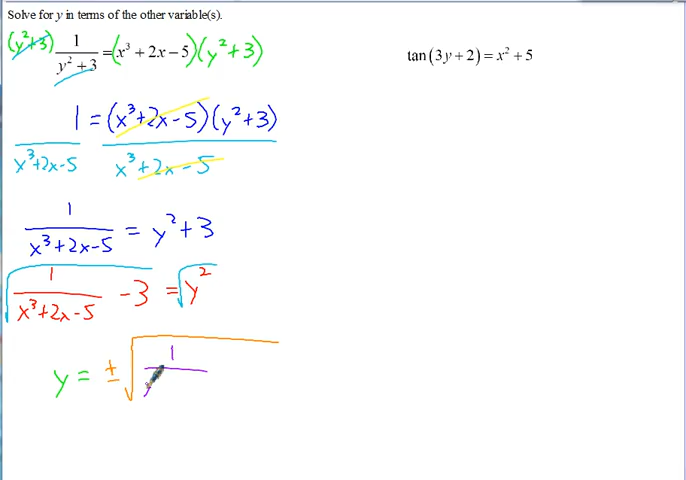 Solve for y in terms of the other variable(s).
(y²+3) 1/(y² + 3) = (x³ + 2x − 5)(y²+3)
tan(3y + 2) = x² + 5
1 = (x³+2x−5)(y²+3)
x³+2x−5 x³+2x−5
1/(x³+2x−5) = y²+3
√(1/(x³+2x−5) − 3) = √y²
y = ± √ 1